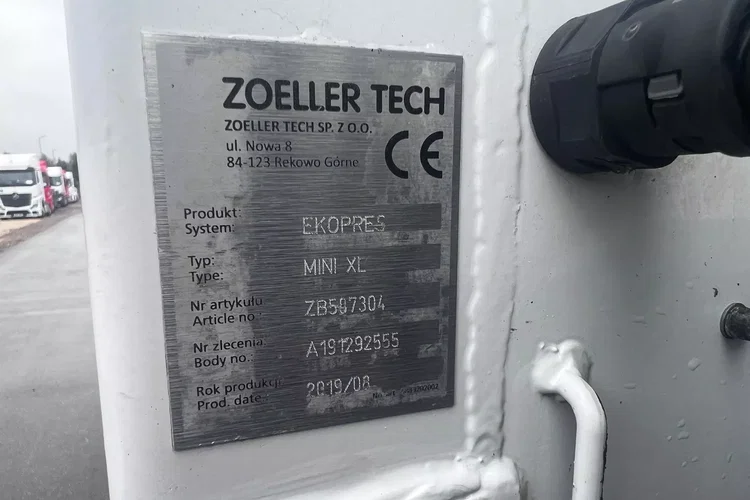 ZOELLER TECH
ZOELLER TECH SP. Z O.O.
ul. Nowa 8
84-123 Rekowo Górne
CE
Produkt:
System:
EKOPRES
Typ:
Type:
MINI XL
Nr artykułu
Article no.:
ZB597304
Nr zlecenia:
Body no.:
A191292555
Rok produkcji
Prod. date:
2019/08